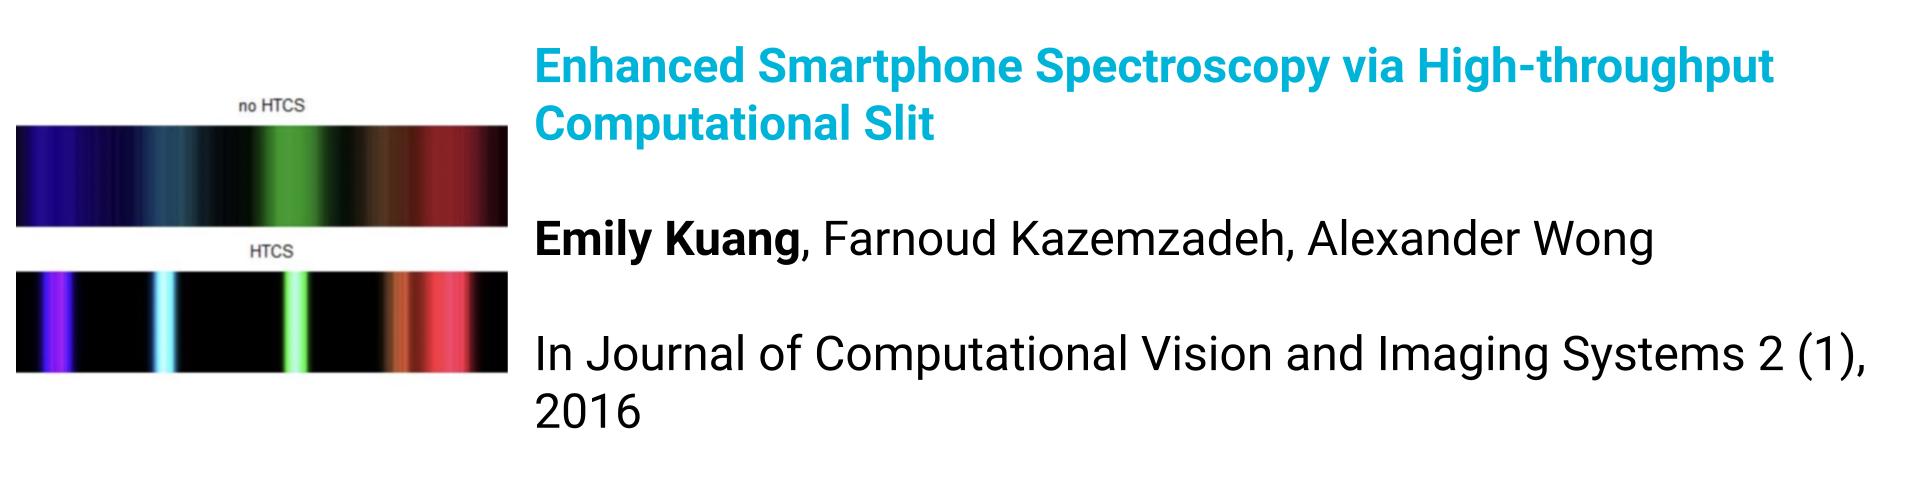 no HTCS
HTCS
Enhanced Smartphone Spectroscopy via High-throughput
Computational Slit
Emily Kuang, Farnoud Kazemzadeh, Alexander Wong
In Journal of Computational Vision and Imaging Systems 2 (1),
2016